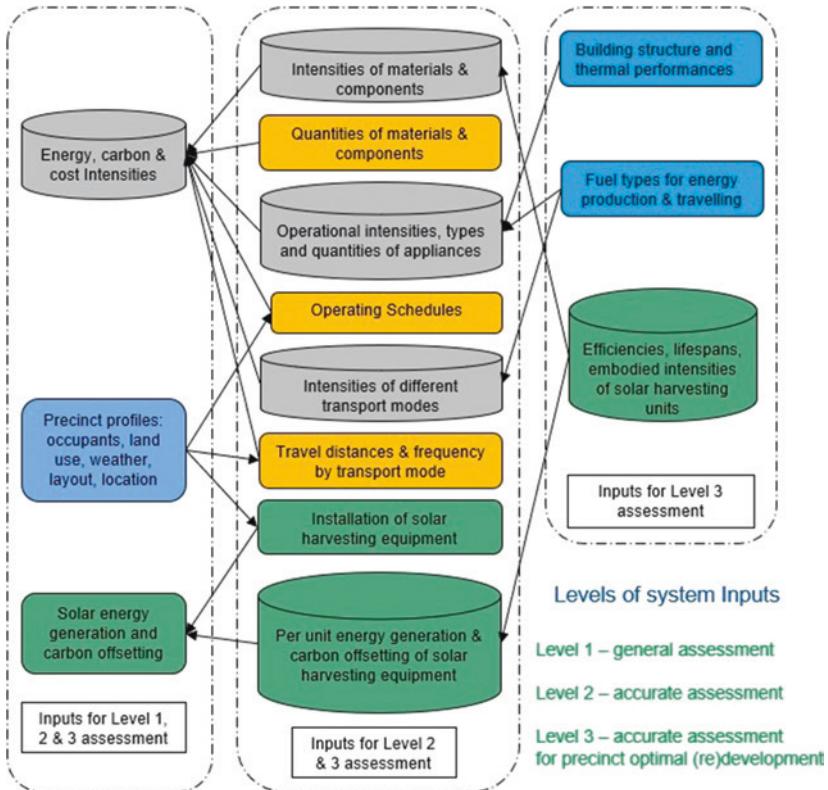 Energy, carbon &
cost Intensities
Precinct profiles:
occupants, land
use, weather,
layout, location
Solar energy
generation and
carbon offsetting
Inputs for Level 1,
2 & 3 assessment
Intensities of materials &
components
Quantities of materials &
components
Operational intensities, types
and quantities of appliances
Operating Schedules
Intensities of different
transport modes
Travel distances & frequency
by transport mode
Installation of solar
harvesting equipment
Per unit energy generation &
carbon offsetting of solar
harvesting equipment
Inputs for Level 2
& 3 assessment
Building structure and
thermal performances
Fuel types for energy
production & travelling
Efficiencies, lifespans,
embodied intensities
of solar harvesting
units
Inputs for Level 3
assessment
Levels of system Inputs
Level 1 – general assessment
Level 2 – accurate assessment
Level 3 – accurate assessment
for precinct optimal (re)development